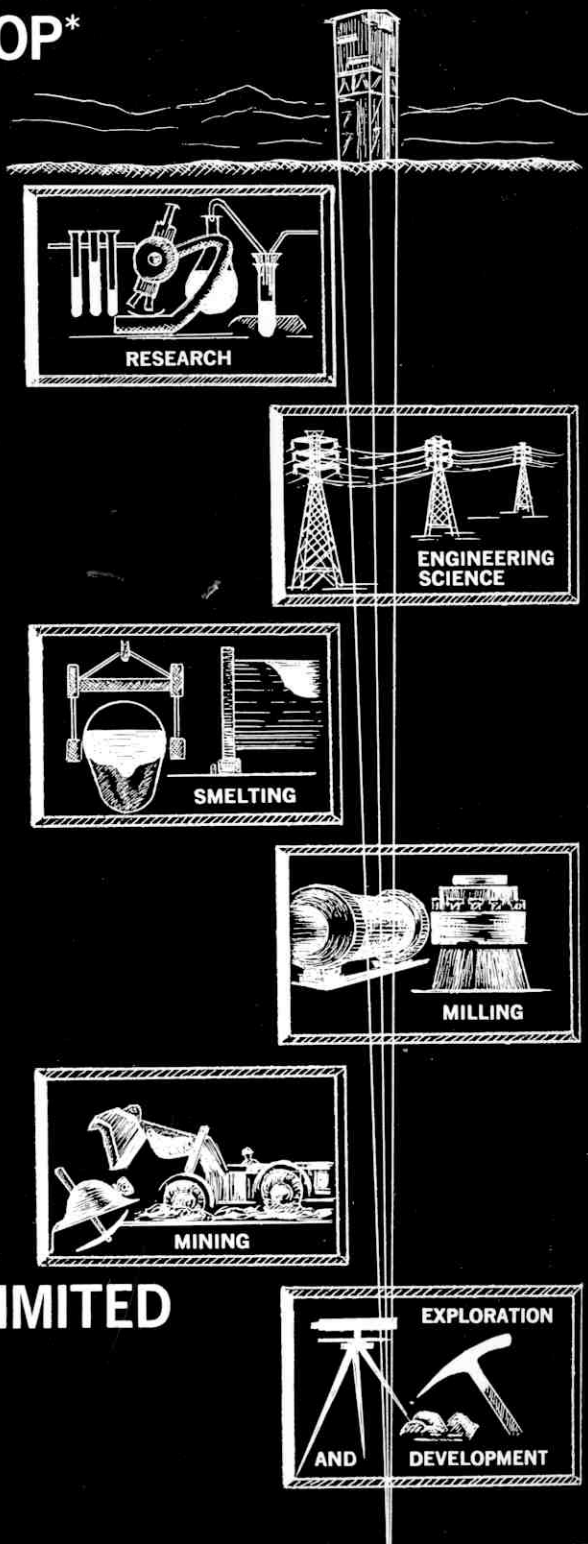 OP*
RESEARCH
ENGINEERING
SCIENCE
SMELTING
MILLING
MINING
IMITED
EXPLORATION
AND DEVELOPMENT